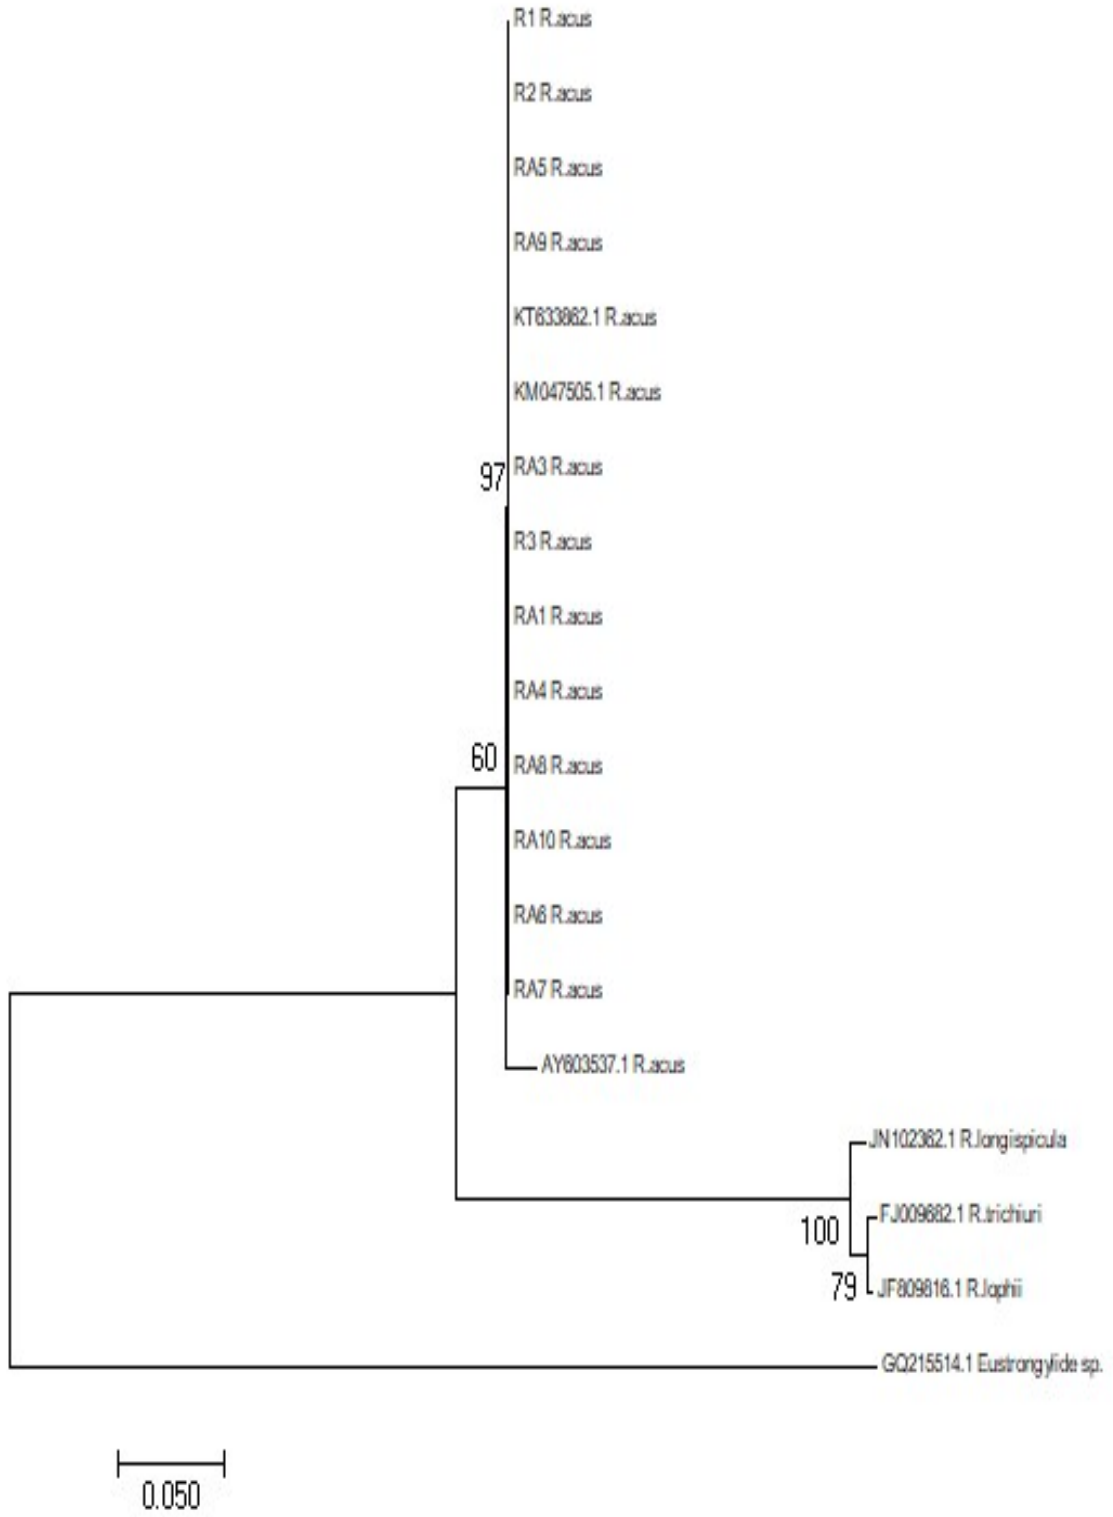 R1 R.acus
R2 R.acus
RA5 R.acus
RA9 R.acus
KT633862.1 R.acus
KM047505.1 R.acus
97
RA3 R.acus
R3 R.acus
RA1 R.acus
RA4 R.acus
60
RA8 R.acus
RA10 R.acus
RA6 R.acus
RA7 R.acus
AY603537.1 R.acus
JN102362.1 R.longispicula
FJ009682.1 R.trichiuri
100
79
JF809816.1 R.lophii
GQ215514.1 Eustrongylide sp.
0.050